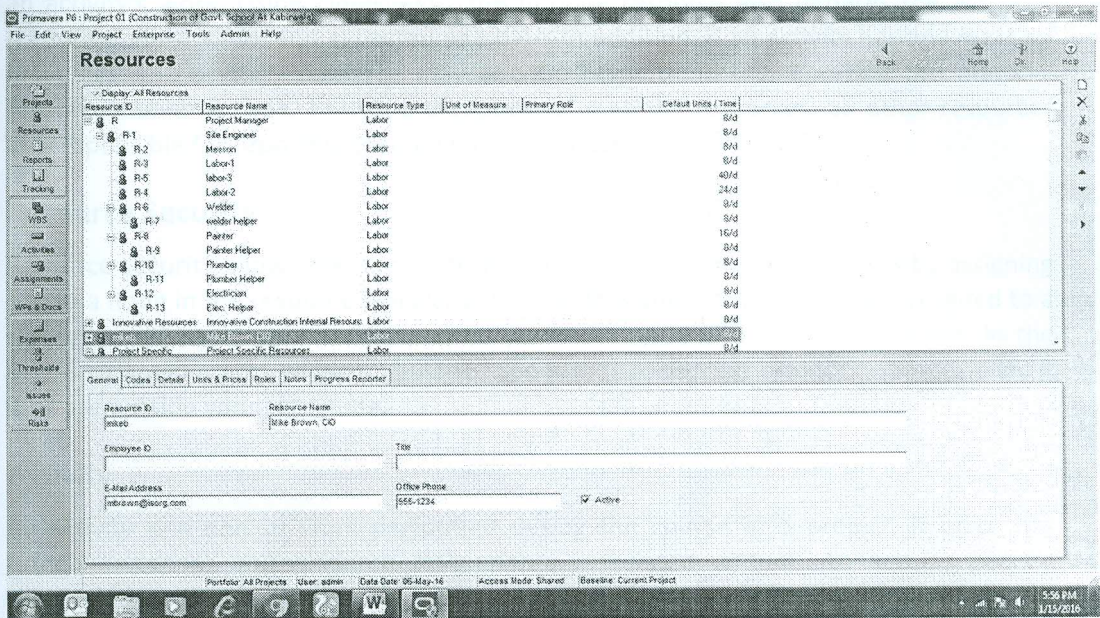 Primavera P6 : Project 01 (Construction of Govt. School At Kabirwala)
File Edit View Project Enterprise Tools Admin Help
Resources
Back Home Dir. Help
Projects
Resources
Reports
Tracking
WBS
Activities
Assignments
WPs & Docs
Expenses
Thresholds
Issues
Risks
Display: All Resources
Resource ID Resource Name Resource Type Unit of Measure Primary Role Default Units / Time
R Project Manager Labor 8/d
R-1 Site Engineer Labor 8/d
R-2 Messon Labor 8/d
R-3 Labor-1 Labor 8/d
R-5 labor-3 Labor 40/d
R-4 Labor-2 Labor 24/d
R-6 Welder Labor 8/d
R-7 welder helper Labor 8/d
R-8 Painter Labor 16/d
R-9 Painter Helper Labor 8/d
R-10 Plumber Labor 8/d
R-11 Plumber Helper Labor 8/d
R-12 Electrician Labor 8/d
R-13 Elec. Helper Labor 8/d
Innovative Resources Innovative Construction Internal Resourc Labor 8/d
mikeb Mike Brown, CIO Labor 8/d
Project Specific Project Specific Resources Labor 8/d
General Codes Details Units & Prices Roles Notes Progress Reporter
Resource ID Resource Name
mikeb Mike Brown, CIO
Employee ID Title
E-Mail Address Office Phone
mbrown@isorg.com 555-1234 Active
Portfolio: All Projects User: admin Data Date: 06-May-16 Access Mode: Shared Baseline: Current Project
5:56 PM
1/15/2016